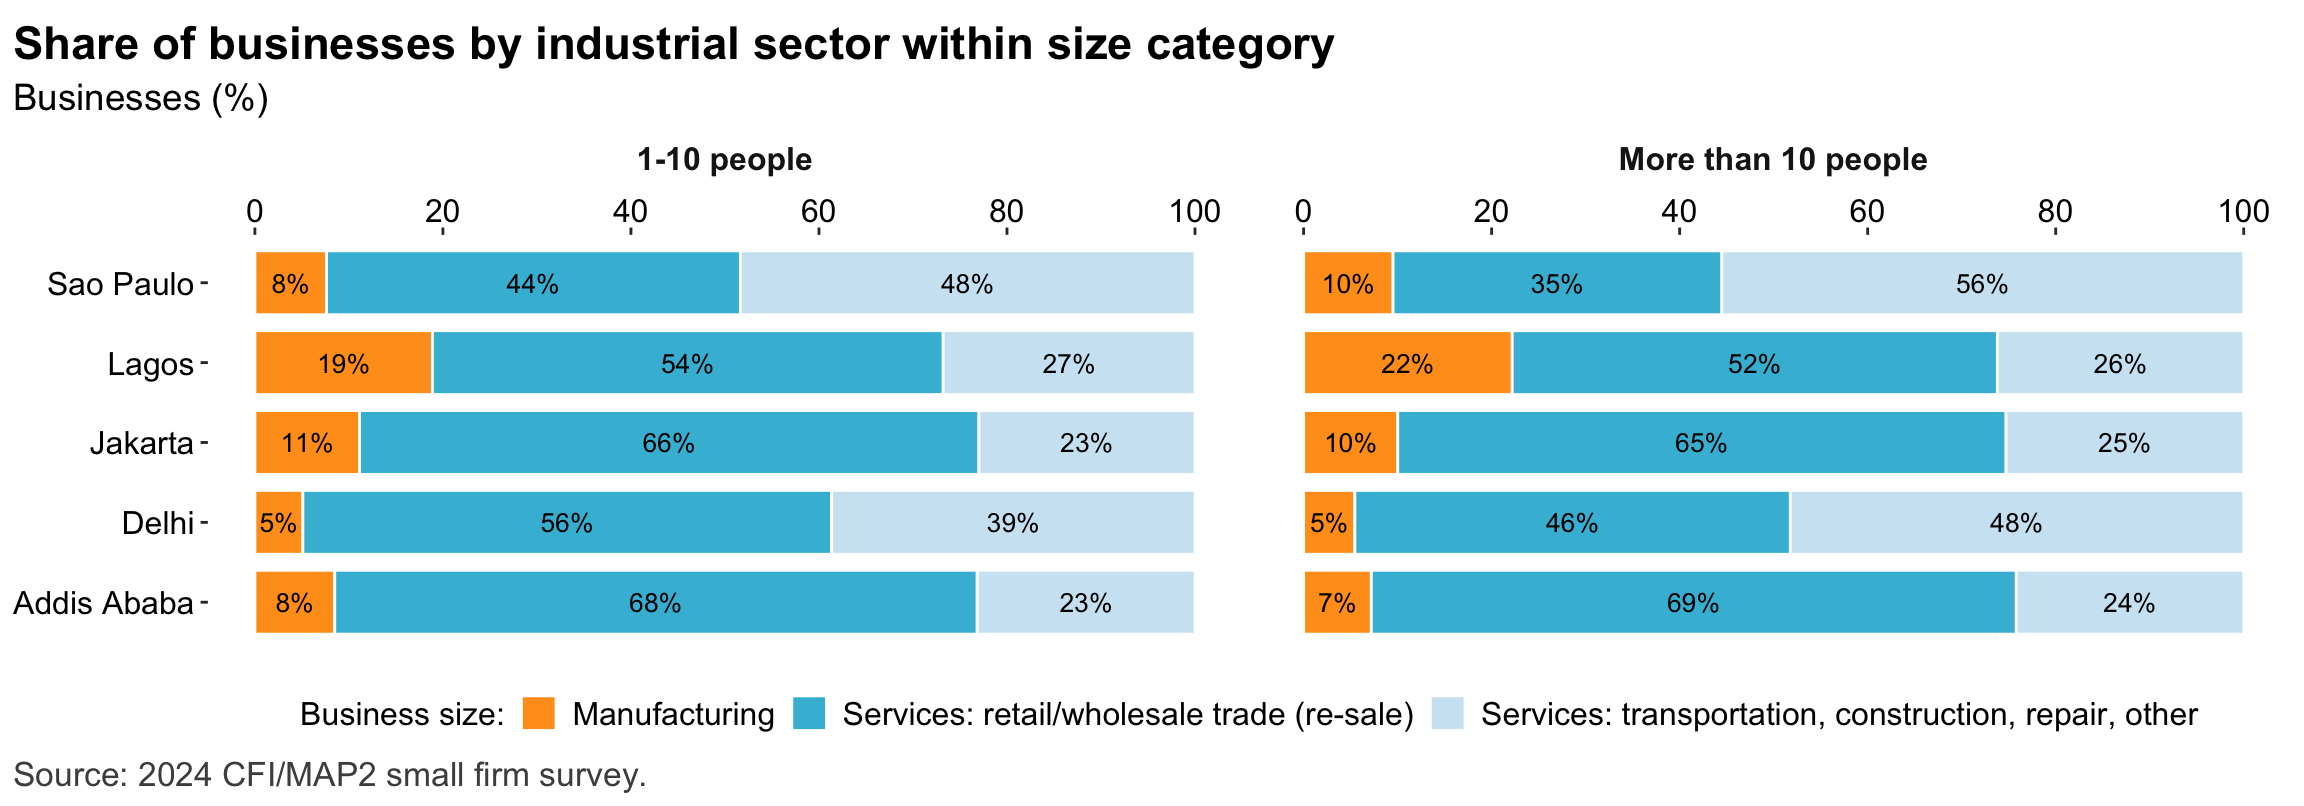 Share of businesses by industrial sector within size category
Businesses (%)
1-10 people
More than 10 people
0 20 40 60 80 100 0 20 40 60 80 100
Sao Paulo 8% 44% 48% 10% 35% 56%
Lagos 19% 54% 27% 22% 52% 26%
Jakarta 11% 66% 23% 10% 65% 25%
Delhi 5% 56% 39% 5% 46% 48%
Addis Ababa 8% 68% 23% 7% 69% 24%
Business size: Manufacturing Services: retail/wholesale trade (re-sale) Services: transportation, construction, repair, other
Source: 2024 CFI/MAP2 small firm survey.